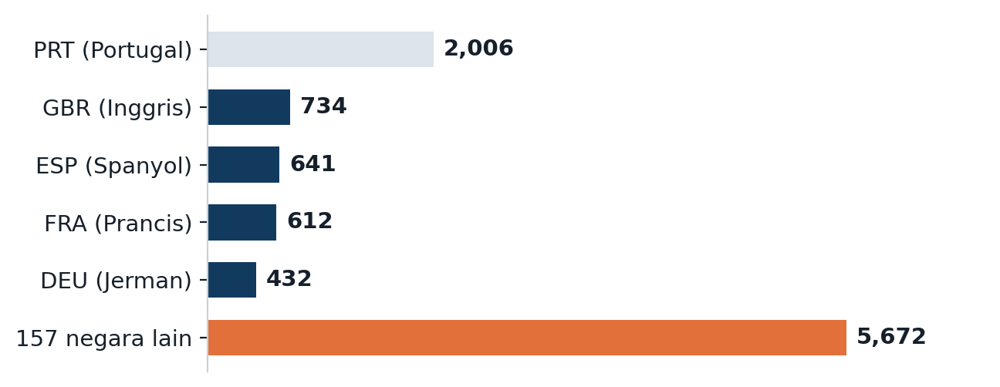 PRT (Portugal) 2,006
GBR (Inggris) 734
ESP (Spanyol) 641
FRA (Prancis) 612
DEU (Jerman) 432
157 negara lain 5,672